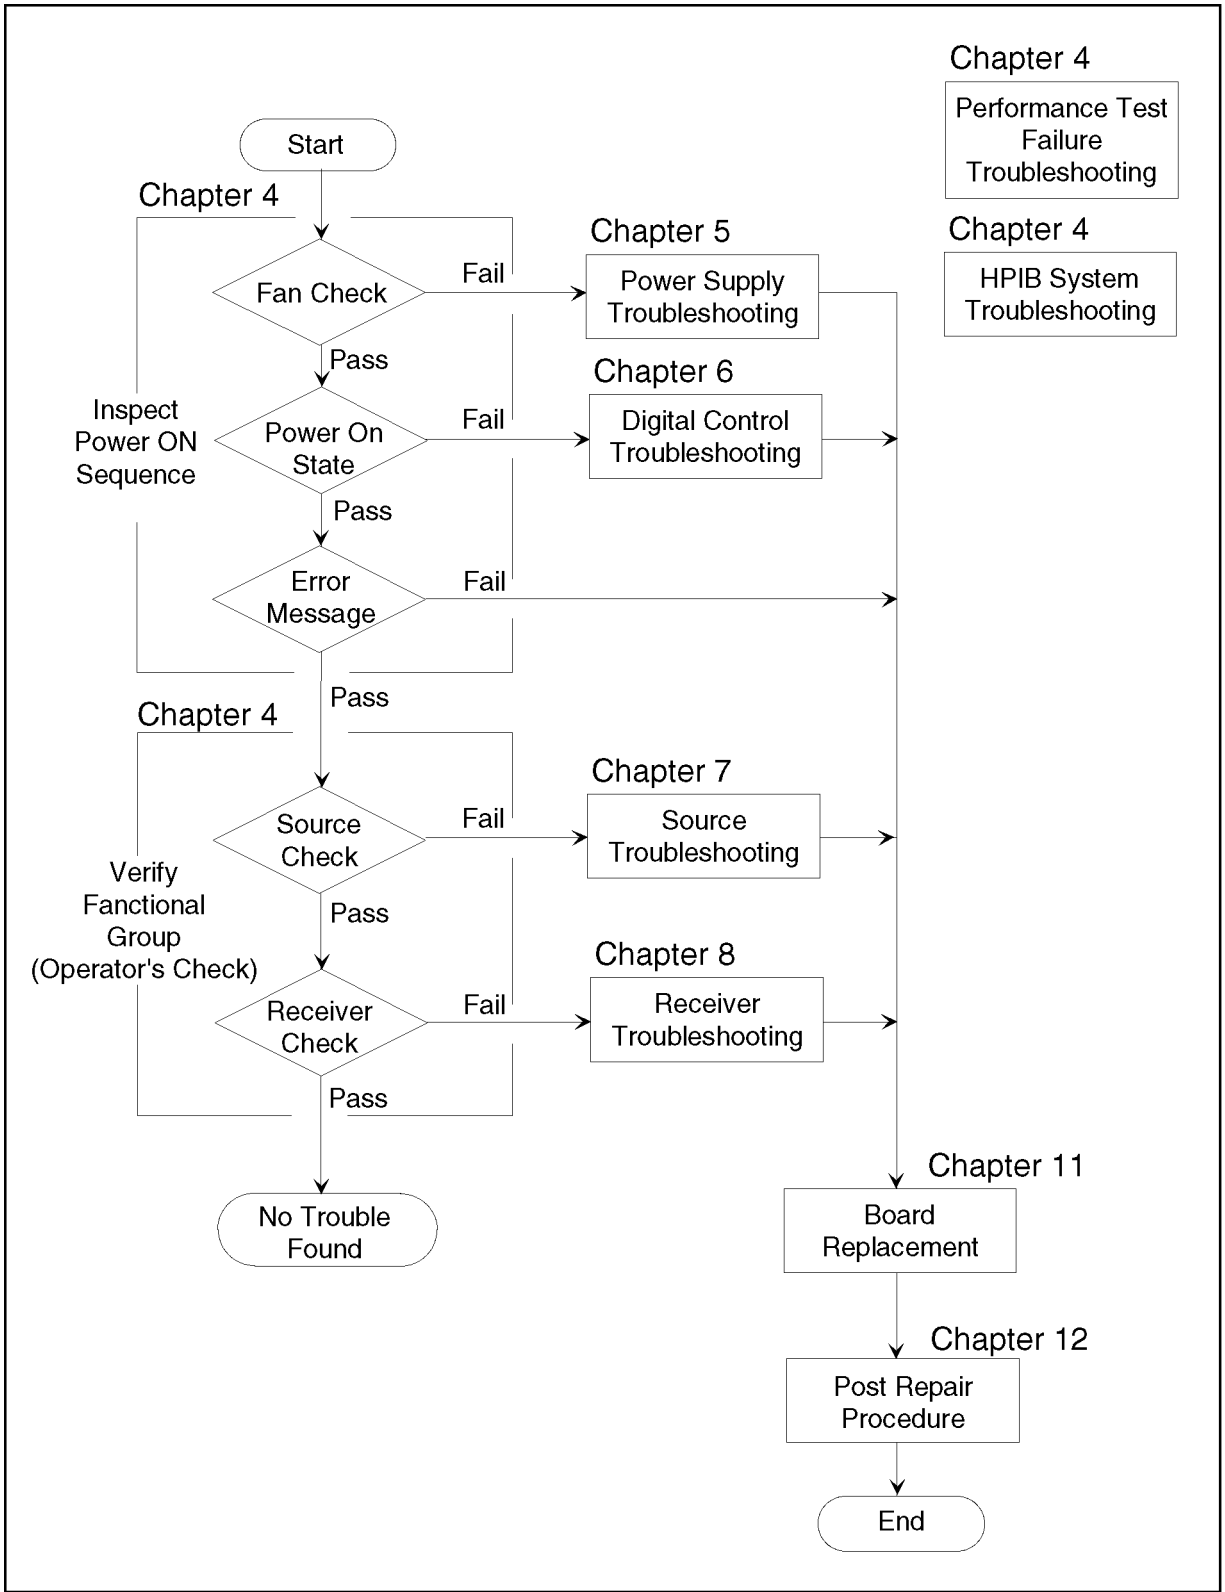 Chapter 4
Performance Test
Failure
Troubleshooting
Chapter 4
HPIB System
Troubleshooting
Start
Chapter 4
Inspect
Power ON
Sequence
Fan Check
Fail
Chapter 5
Power Supply
Troubleshooting
Pass
Power On
State
Fail
Chapter 6
Digital Control
Troubleshooting
Pass
Error
Message
Fail
Pass
Chapter 4
Verify
Fanctional
Group
(Operator's Check)
Source
Check
Fail
Chapter 7
Source
Troubleshooting
Pass
Receiver
Check
Fail
Chapter 8
Receiver
Troubleshooting
Pass
No Trouble
Found
Chapter 11
Board
Replacement
Chapter 12
Post Repair
Procedure
End